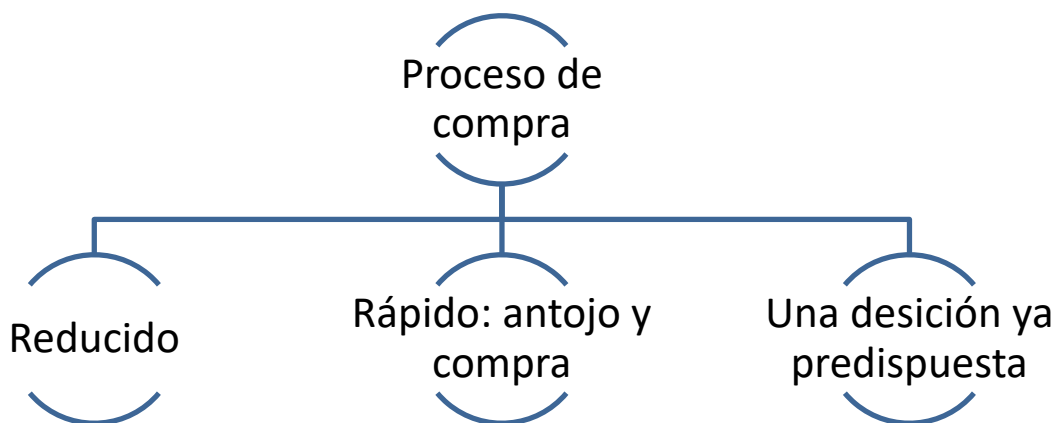 Proceso de
compra
Reducido
Rápido: antojo y
compra
Una desición ya
predispuesta